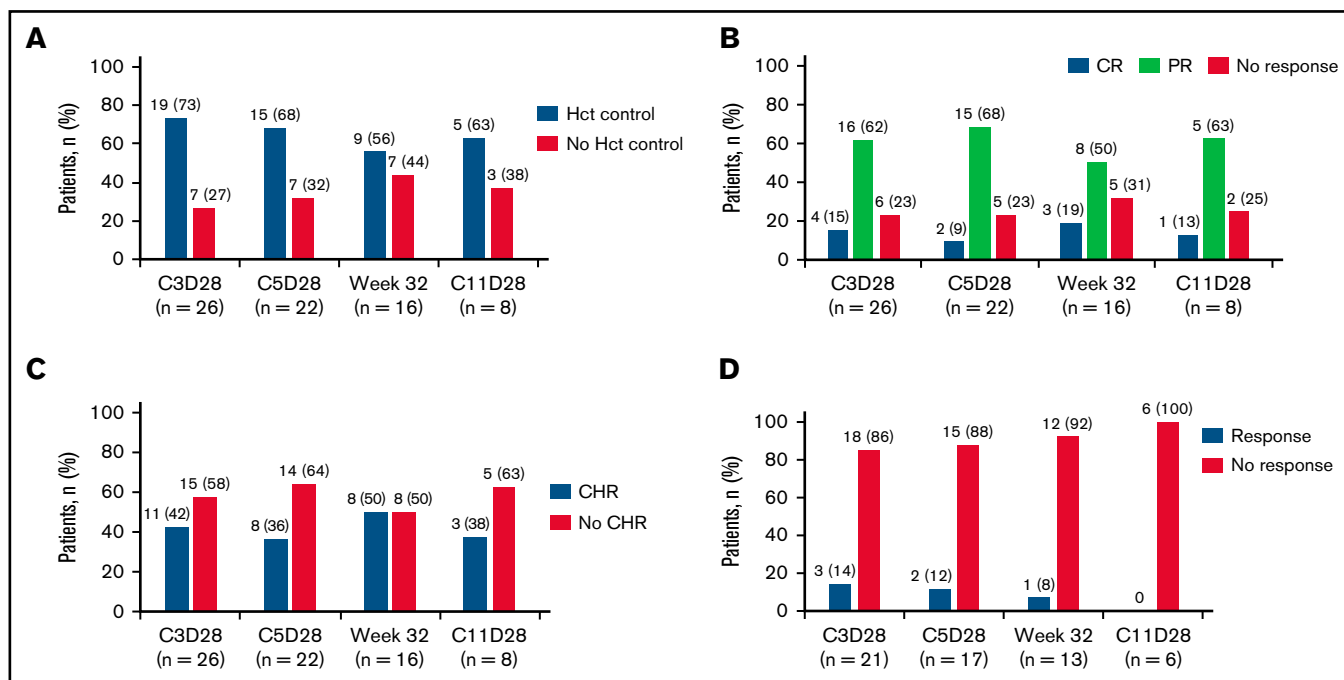 A
Patients, n (%)
100
80
60
40
20
0
19 (73)
7 (27)
15 (68)
7 (32)
9 (56)
7 (44)
5 (63)
3 (38)
Hct control
No Hct control
C3D28
(n = 26)
C5D28
(n = 22)
Week 32
(n = 16)
C11D28
(n = 8)
B
Patients, n (%)
100
80
60
40
20
0
CR
PR
No response
4 (15)
16 (62)
6 (23)
2 (9)
15 (68)
5 (23)
3 (19)
8 (50)
5 (31)
1 (13)
5 (63)
2 (25)
C3D28
(n = 26)
C5D28
(n = 22)
Week 32
(n = 16)
C11D28
(n = 8)
C
Patients, n (%)
100
80
60
40
20
0
11 (42)
15 (58)
8 (36)
14 (64)
8 (50)
8 (50)
3 (38)
5 (63)
CHR
No CHR
C3D28
(n = 26)
C5D28
(n = 22)
Week 32
(n = 16)
C11D28
(n = 8)
D
Patients, n (%)
100
80
60
40
20
0
3 (14)
18 (86)
2 (12)
15 (88)
1 (8)
12 (92)
0
6 (100)
Response
No response
C3D28
(n = 21)
C5D28
(n = 17)
Week 32
(n = 13)
C11D28
(n = 6)